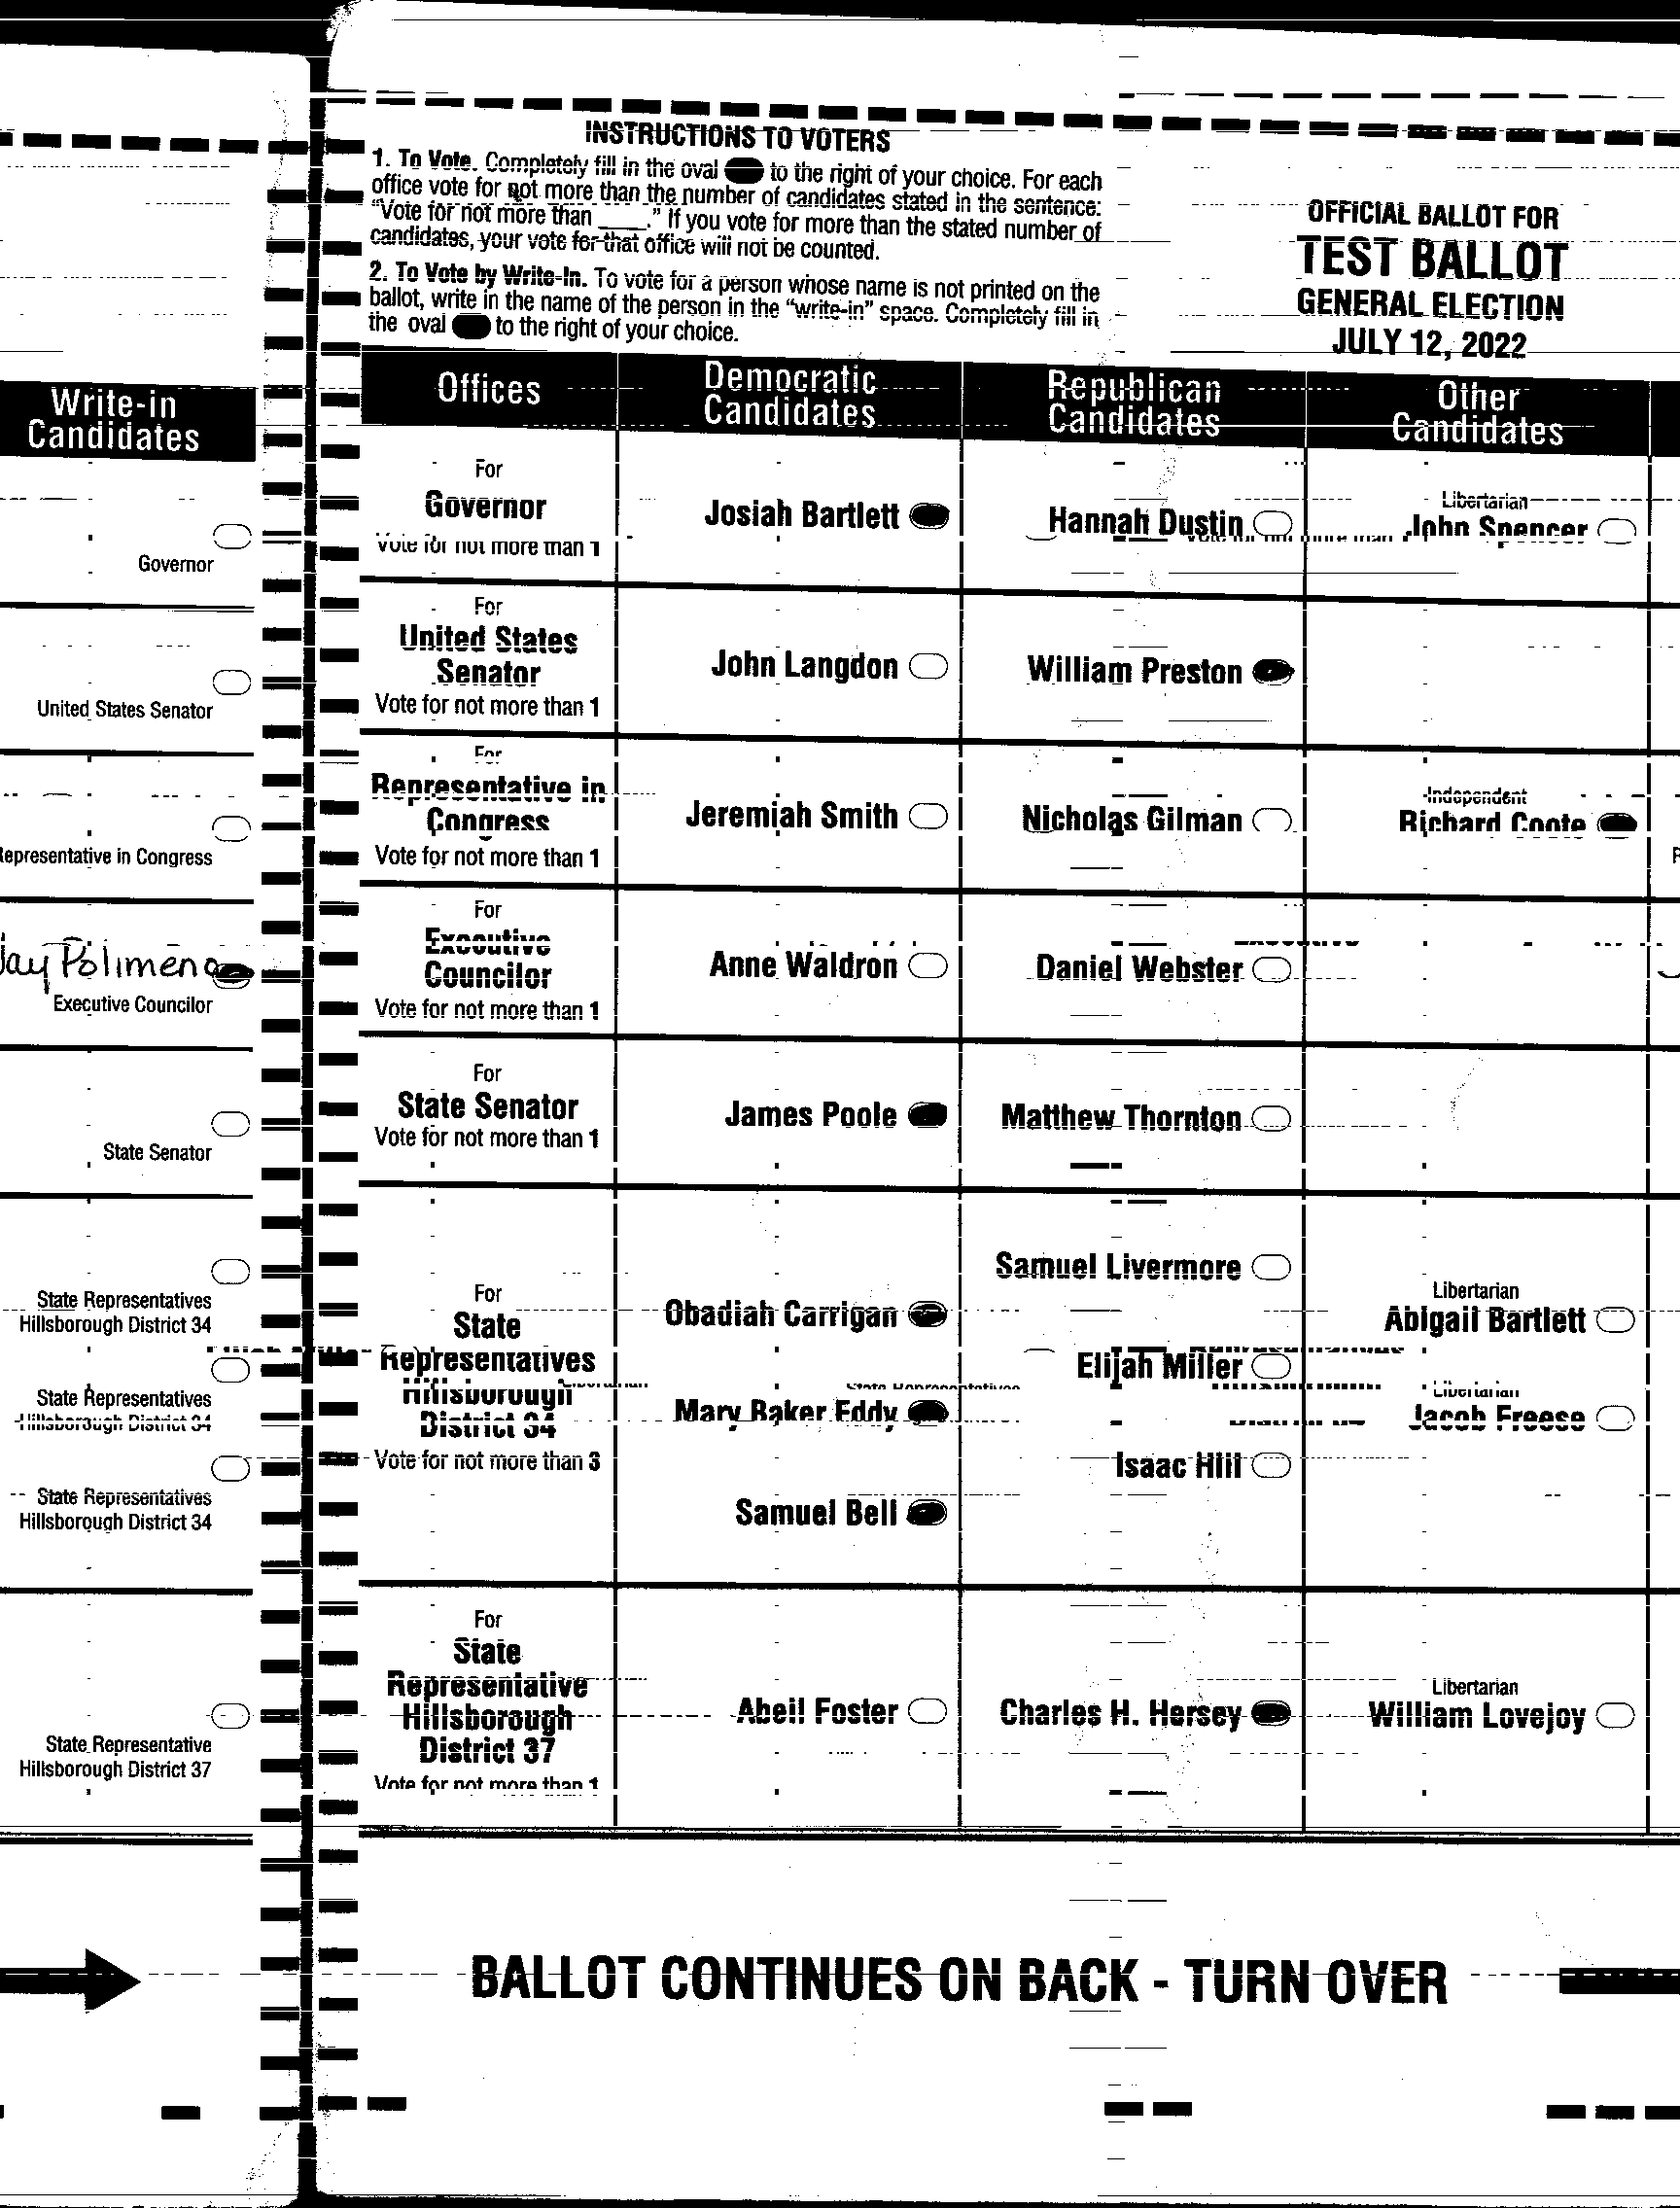 INSTRUCTIONS TO VOTERS
1. To Vote. Completely fill in the oval to the right of your choice. For each
office vote for not more than the number of candidates stated in the sentence:
"Vote for not more than ____." If you vote for more than the stated number of
candidates, your vote for that office will not be counted.
2. To Vote by Write-In. To vote for a person whose name is not printed on the
ballot, write in the name of the person in the "write-in" space. Completely fill in
the oval to the right of your choice.
OFFICIAL BALLOT FOR
TEST BALLOT
GENERAL ELECTION
JULY 12, 2022
Write-in
Candidates
Governor
United States Senator
Representative in Congress
Jay Polimeno
Executive Councilor
State Senator
State Representatives
Hillsborough District 34
State Representatives
Hillsborough District 34
State Representatives
Hillsborough District 34
State Representative
Hillsborough District 37
Offices
Democratic
Candidates
Republican
Candidates
Other
Candidates
For
Governor
Vote for not more than 1
Josiah Bartlett
Hannah Dustin
Libertarian
John Spencer
For
United States
Senator
Vote for not more than 1
John Langdon
William Preston
For
Representative in
Congress
Vote for not more than 1
Jeremiah Smith
Nicholas Gilman
Independent
Richard Coote
For
Executive
Councilor
Vote for not more than 1
Anne Waldron
Daniel Webster
For
State Senator
Vote for not more than 1
James Poole
Matthew Thornton
For
State
Representatives
Hillsborough
District 34
Vote for not more than 3
Obadiah Carrigan
Mary Baker Eddy
Samuel Bell
Samuel Livermore
Elijah Miller
Isaac Hill
Libertarian
Abigail Bartlett
Libertarian
Jacob Freese
For
State
Representative
Hillsborough
District 37
Vote for not more than 1
Abeil Foster
Charles H. Hersey
Libertarian
William Lovejoy
BALLOT CONTINUES ON BACK - TURN OVER